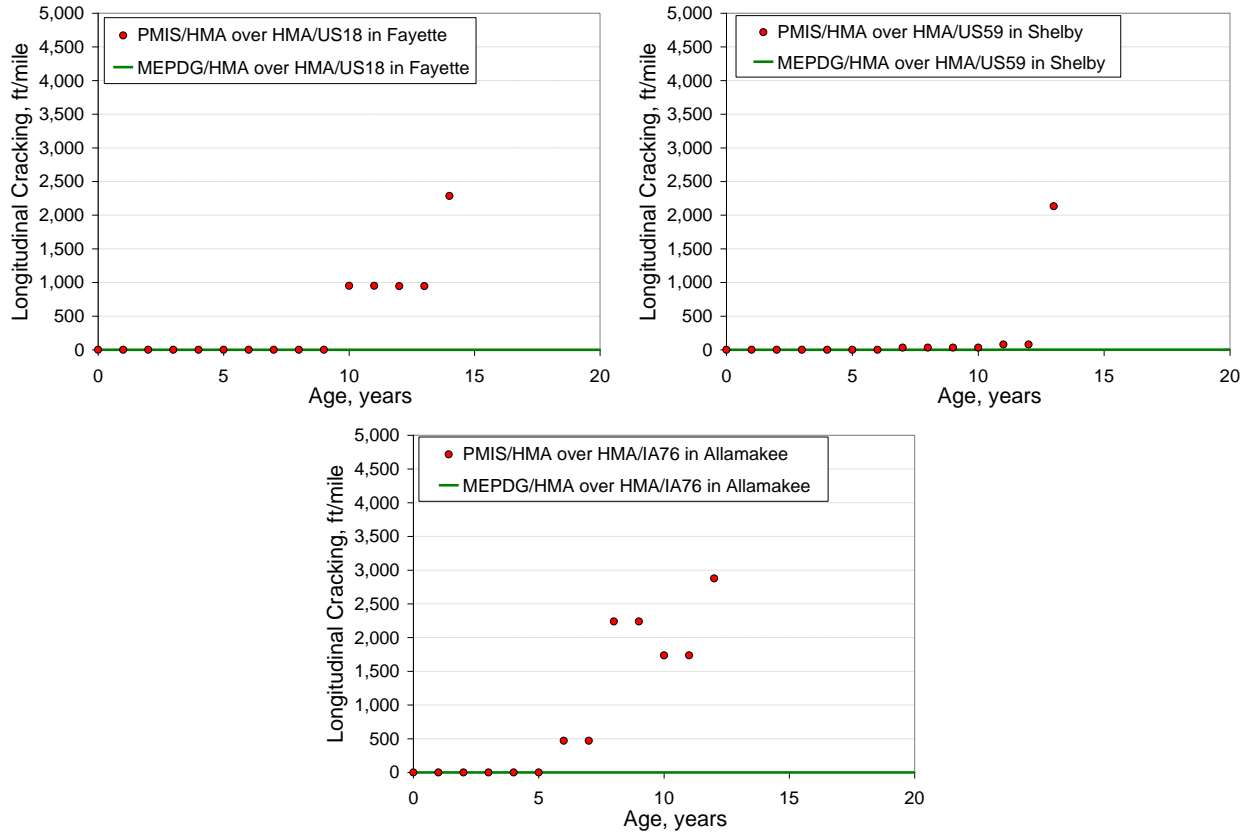 Longitudinal Cracking, ft/mile
5,000
4,500
4,000
3,500
3,000
2,500
2,000
1,500
1,000
500
0
PMIS/HMA over HMA/US18 in Fayette
MEPDG/HMA over HMA/US18 in Fayette
0 5 10 15 20
Age, years
Longitudinal Cracking, ft/mile
5,000
4,500
4,000
3,500
3,000
2,500
2,000
1,500
1,000
500
0
PMIS/HMA over HMA/US59 in Shelby
MEPDG/HMA over HMA/US59 in Shelby
0 5 10 15 20
Age, years
Longitudinal Cracking, ft/mile
5,000
4,500
4,000
3,500
3,000
2,500
2,000
1,500
1,000
500
0
PMIS/HMA over HMA/IA76 in Allamakee
MEPDG/HMA over HMA/IA76 in Allamakee
0 5 10 15 20
Age, years